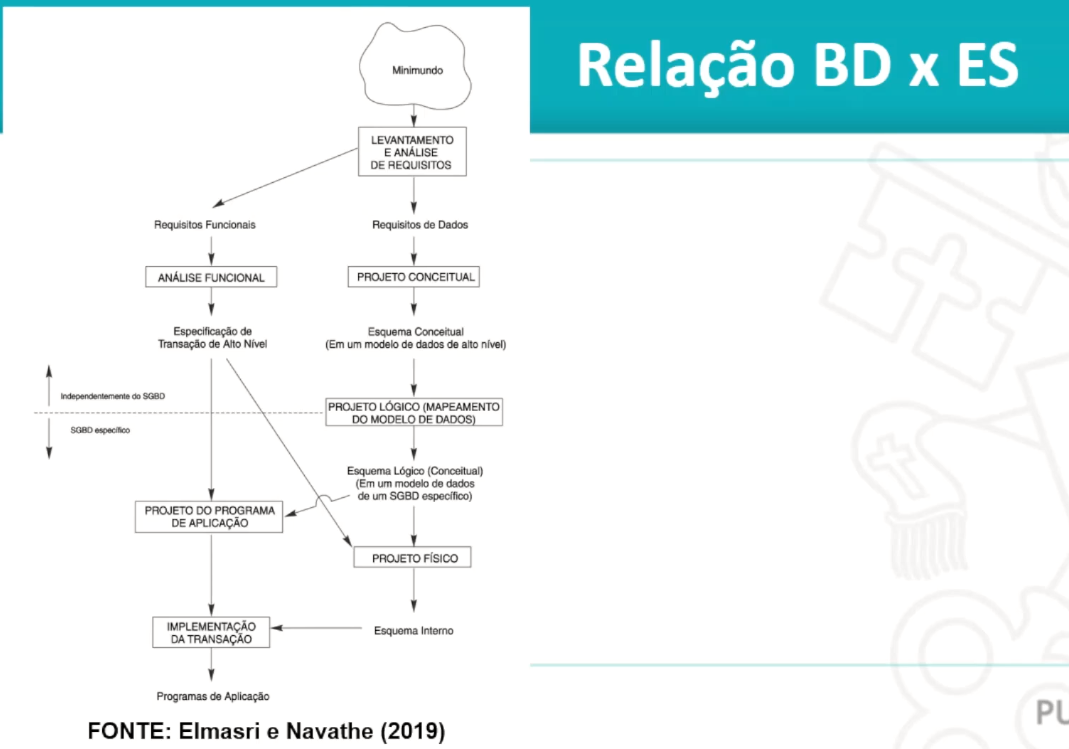 Relação BD x ES
Minimundo
LEVANTAMENTO
E ANÁLISE
DE REQUISITOS
Requisitos Funcionais
Requisitos de Dados
ANÁLISE FUNCIONAL
PROJETO CONCEITUAL
Especificação de
Transação de Alto Nível
Esquema Conceitual
(Em um modelo de dados de alto nível)
Independentemente do SGBD
SGBD específico
PROJETO LÓGICO (MAPEAMENTO
DO MODELO DE DADOS)
Esquema Lógico (Conceitual)
(Em um modelo de dados
de um SGBD específico)
PROJETO DO PROGRAMA
DE APLICAÇÃO
PROJETO FÍSICO
IMPLEMENTAÇÃO
DA TRANSAÇÃO
Esquema Interno
Programas de Aplicação
FONTE: Elmasri e Navathe (2019)